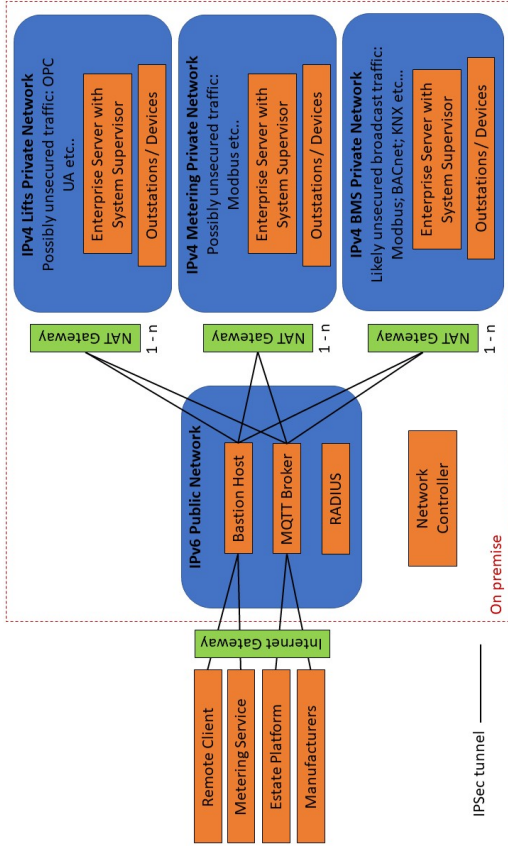 Remote Client
Metering Service
Estate Platform
Manufacturers
IPSec tunnel
Internet Gateway
On premise
IPv6 Public Network
Bastion Host
MQTT Broker
RADIUS
Network
Controller
NAT Gateway
1 - n
NAT Gateway
1 - n
NAT Gateway
1 - n
IPv4 Lifts Private Network
Possibly unsecured traffic: OPC
UA etc..
Enterprise Server with
System Supervisor
Outstations / Devices
IPv4 Metering Private Network
Possibly unsecured traffic:
Modbus etc..
Enterprise Server with
System Supervisor
Outstations / Devices
IPv4 BMS Private Network
Likely unsecured broadcast traffic:
Modbus; BACnet; KNX etc...
Enterprise Server with
System Supervisor
Outstations / Devices